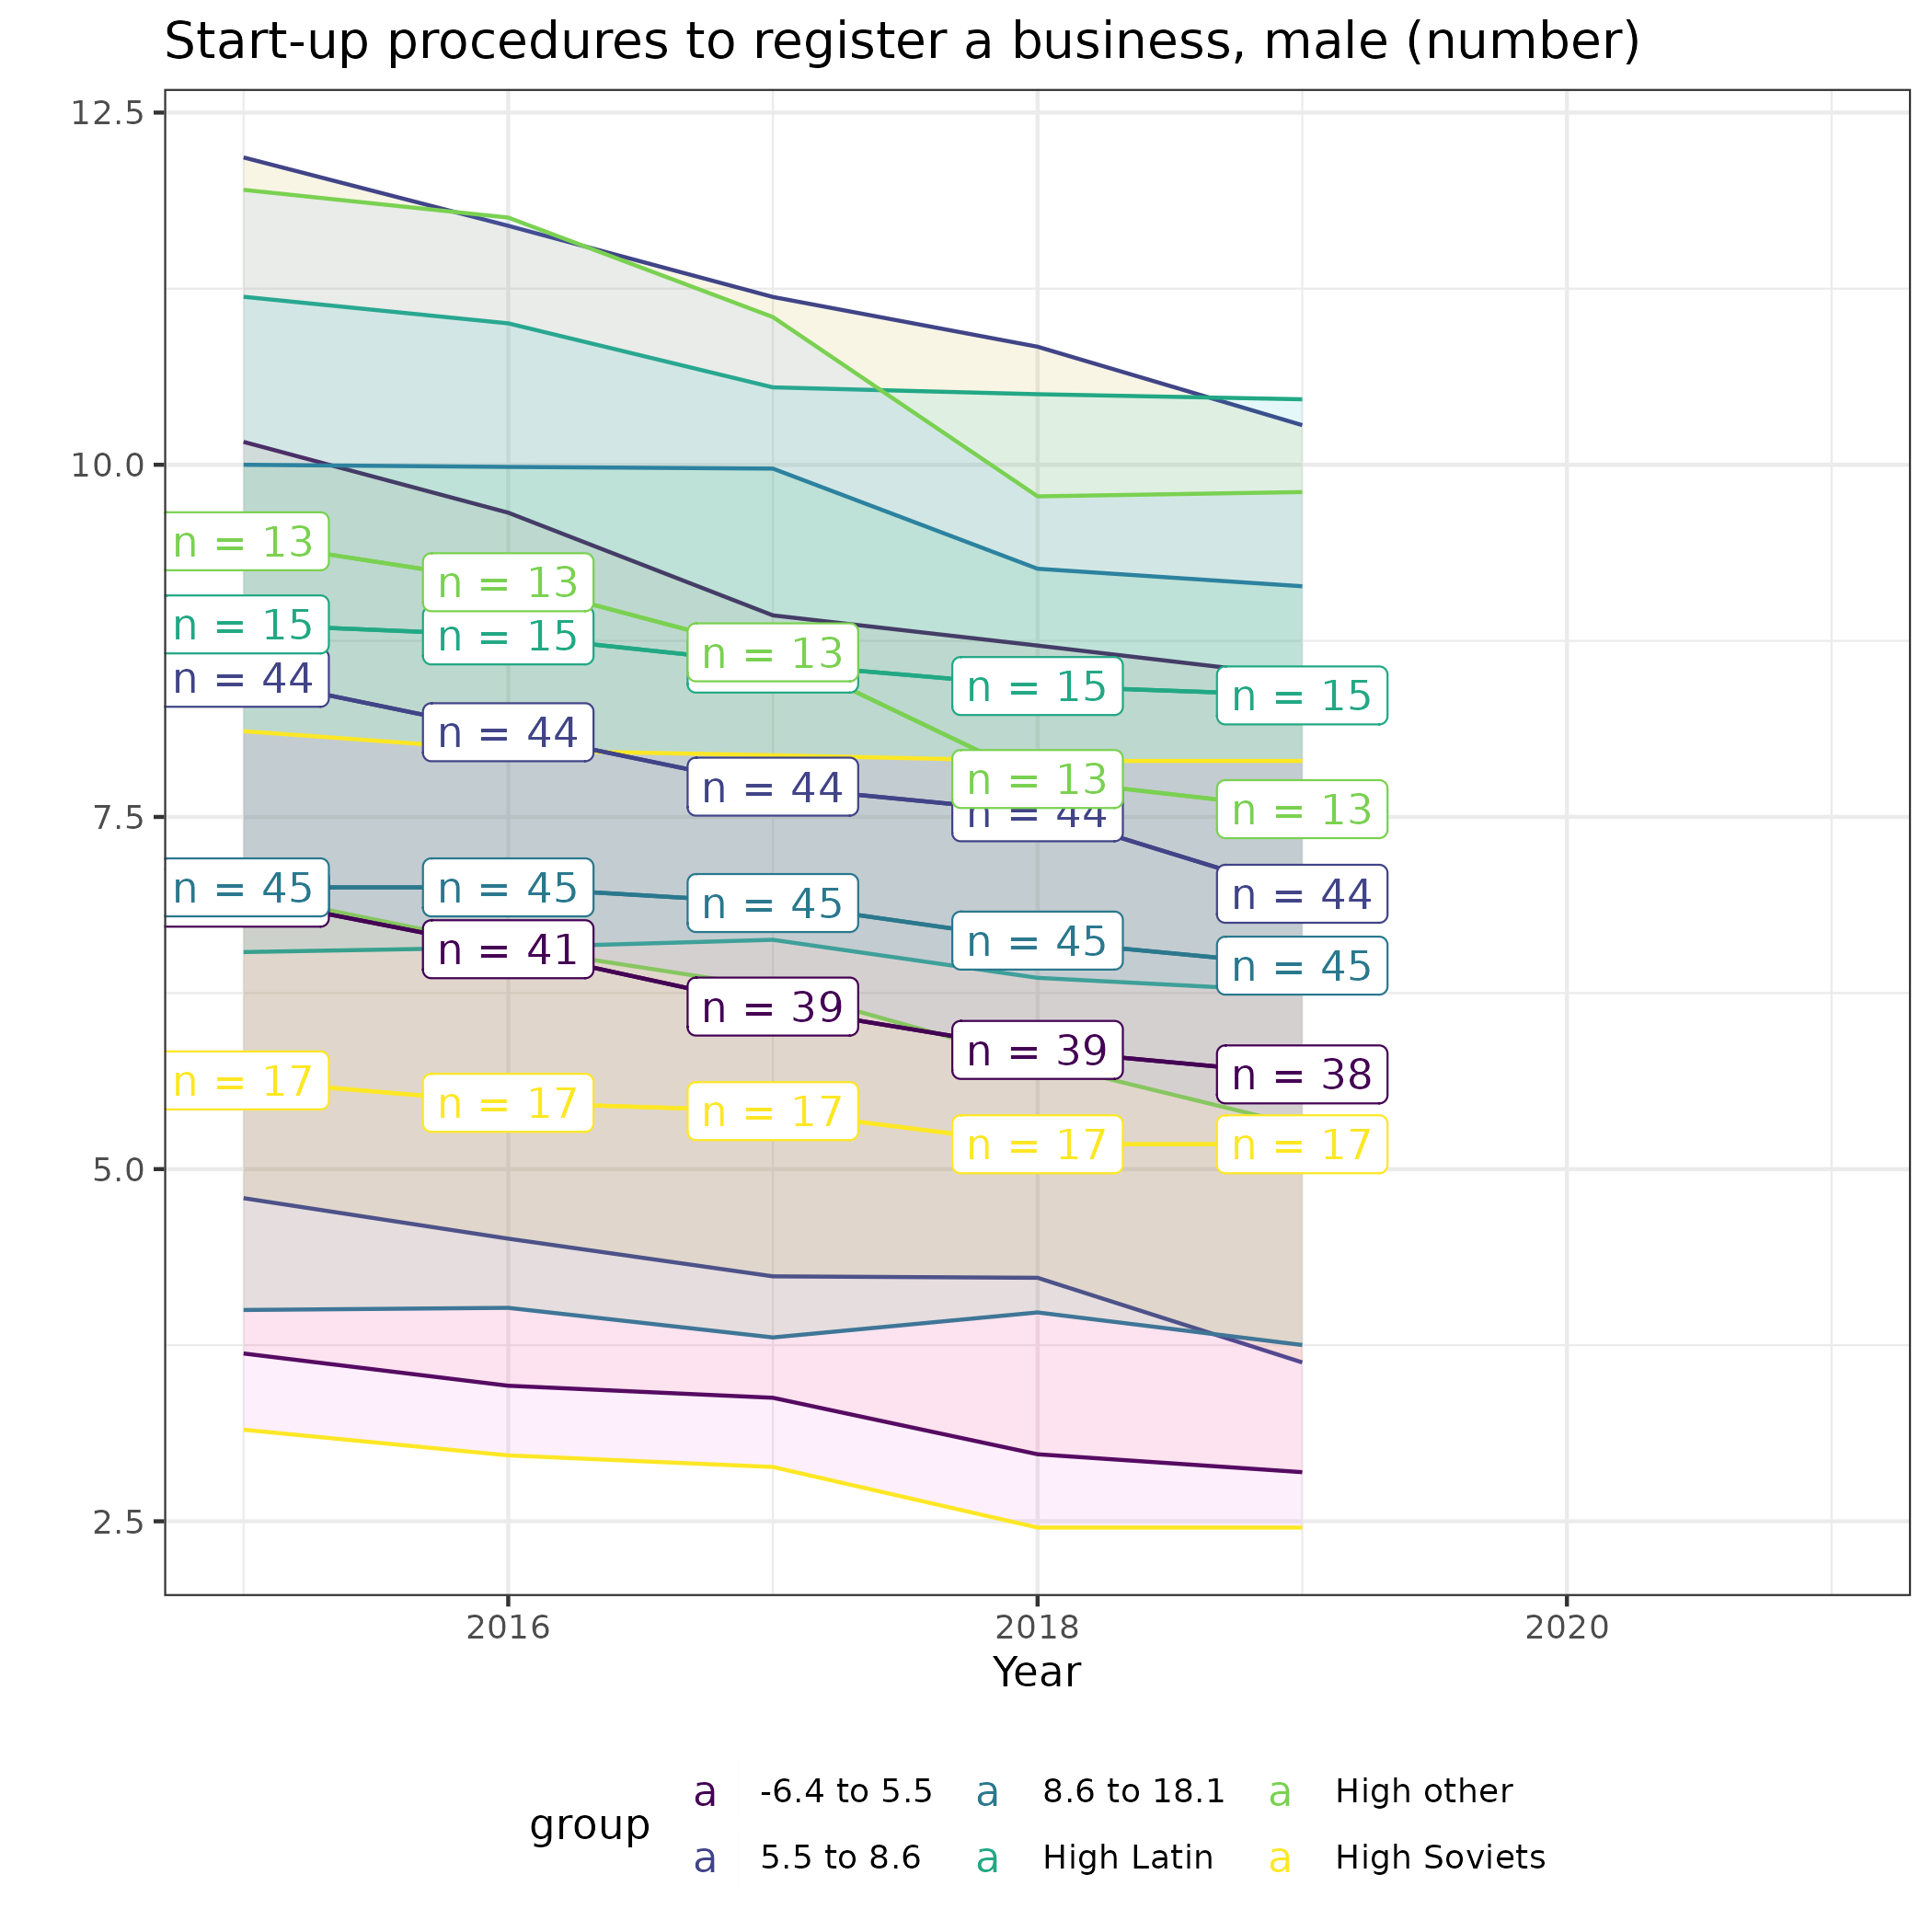 Start-up procedures to register a business, male (number)
12.5
10.0
n = 13
n = 13
n = 15
n = 15
n = 13
n = 44
n = 15
n = 15
n = 44
n = 44
n = 13
n = 13
7.5
n = 44
n = 44
n = 45
n = 45
n = 45
n = 41
n = 45
n = 45
n = 39
n = 39
n = 38
n = 17
n = 17
n = 17
n = 17
n = 17
5.0
2.5
2016 2018 2020
Year
group
a -6.4 to 5.5 a 8.6 to 18.1 a High other
a 5.5 to 8.6 a High Latin a High Soviets